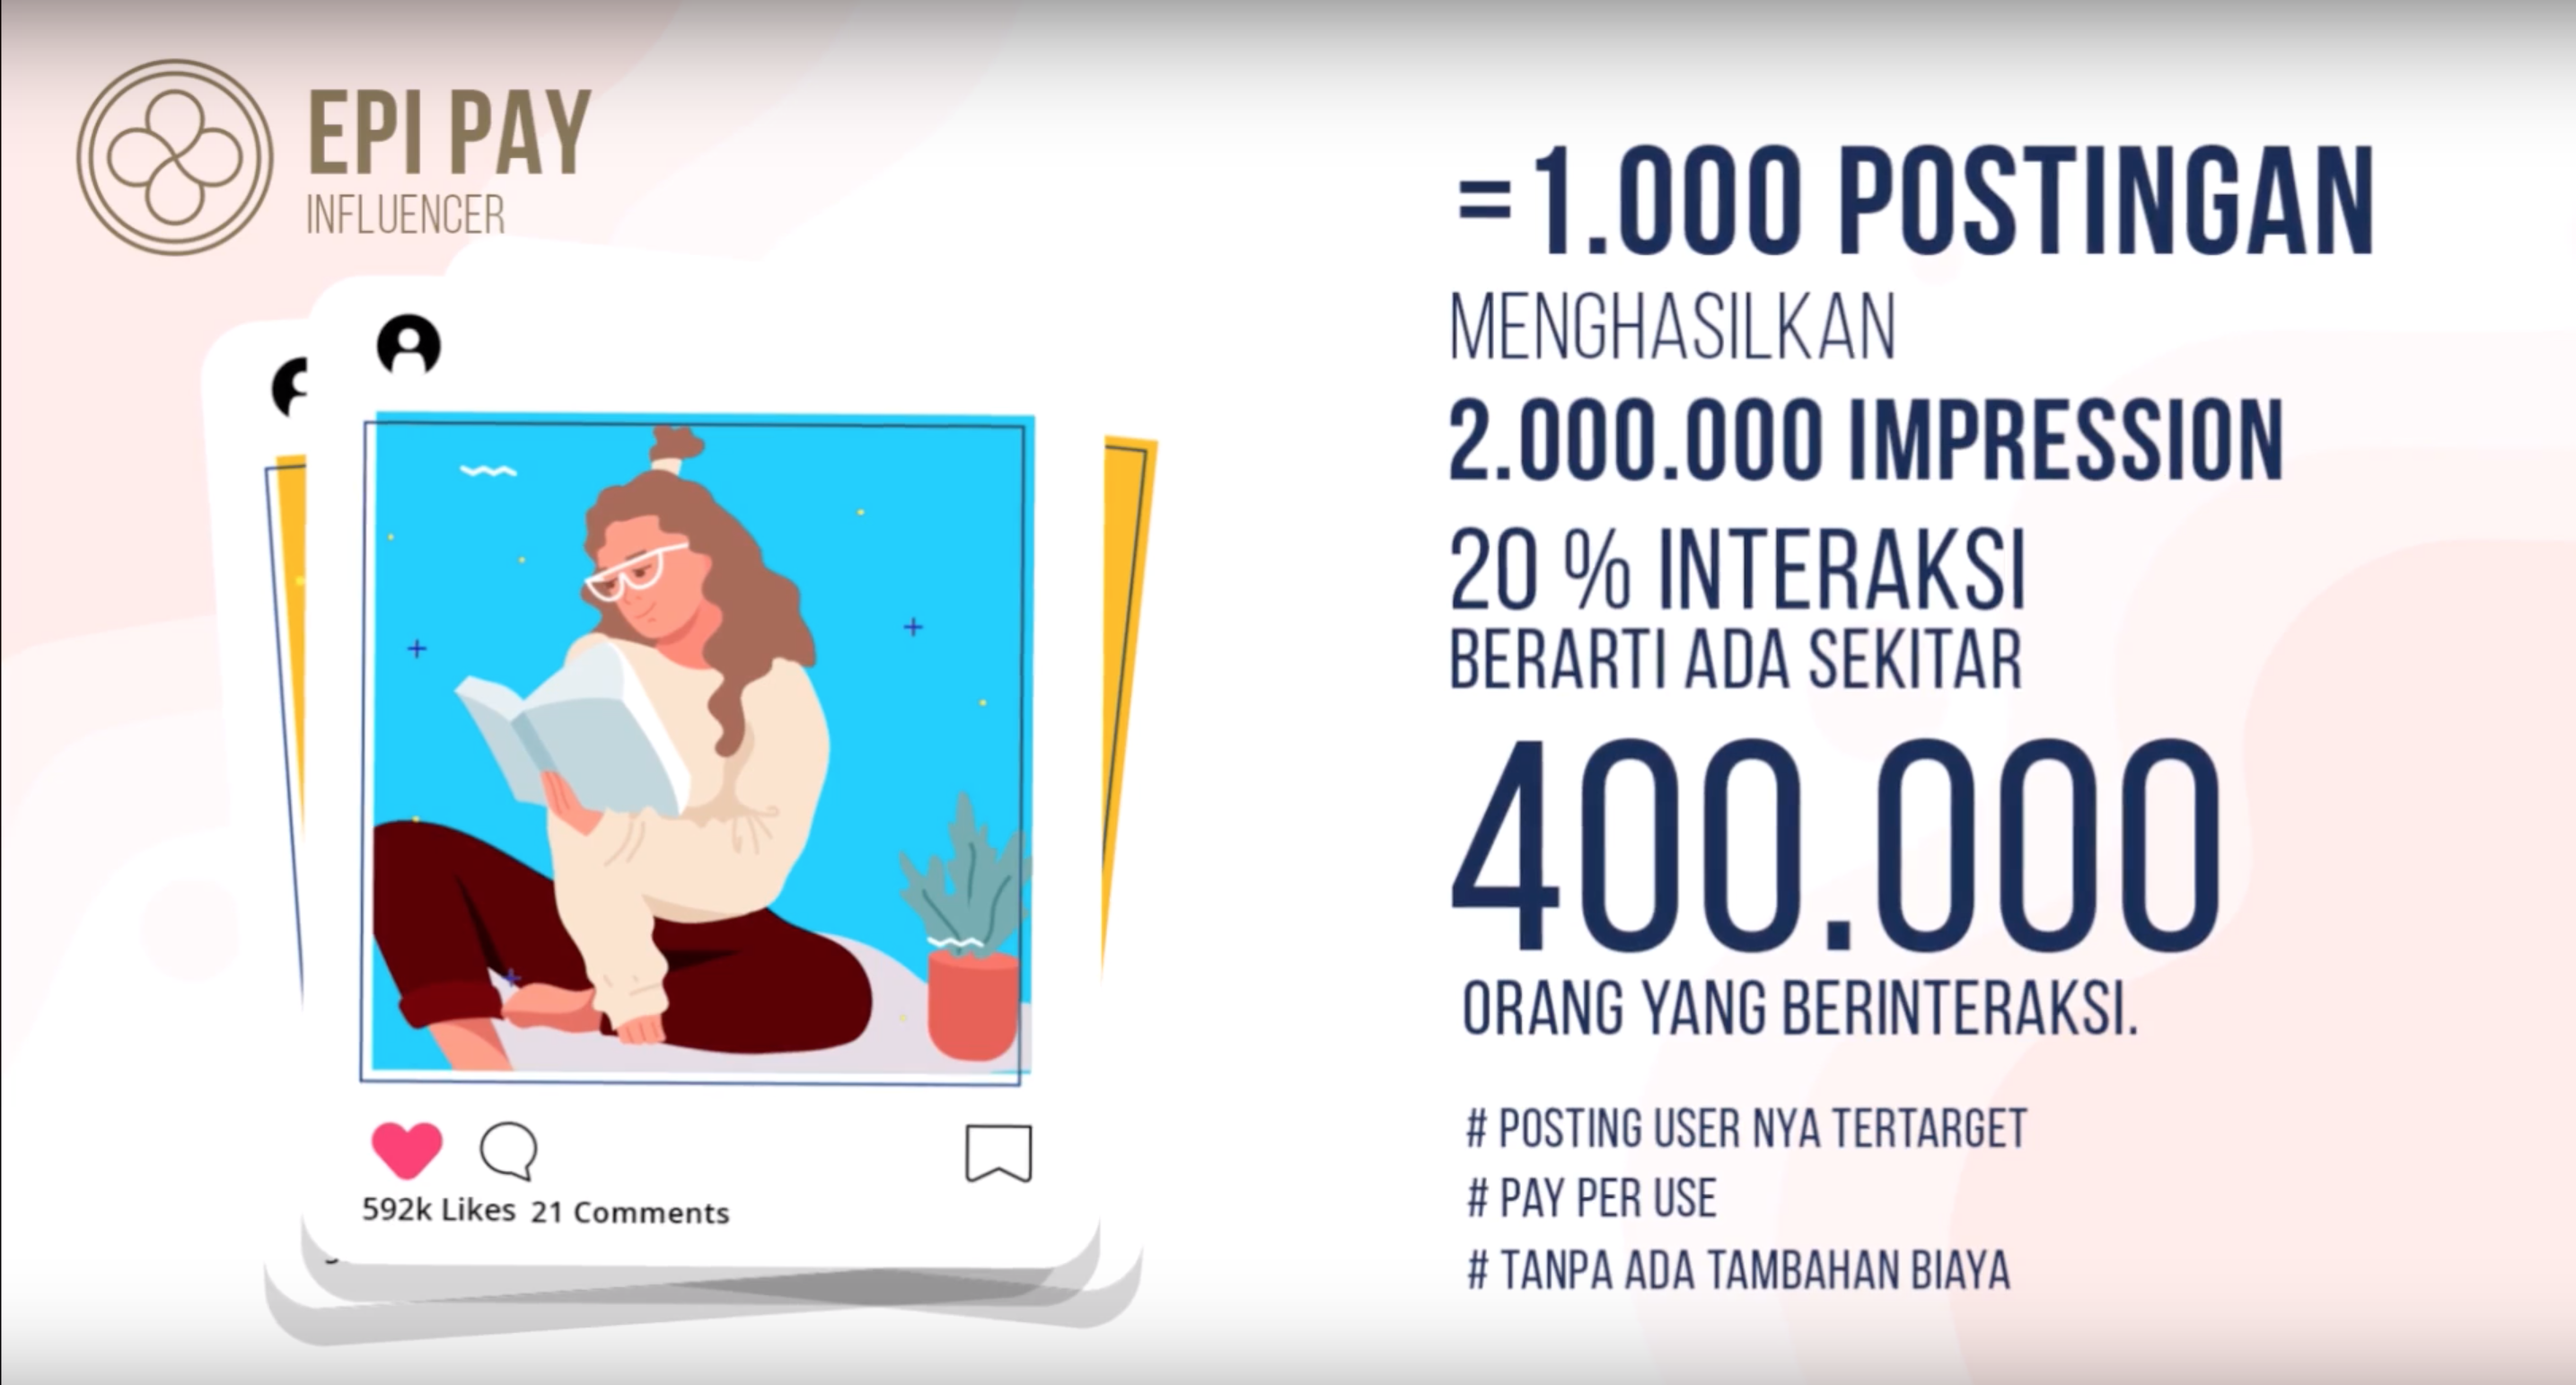 EPI PAY
INFLUENCER
=1.000 POSTINGAN
MENGHASILKAN
2.000.000 IMPRESSION
20 % INTERAKSI
BERARTI ADA SEKITAR
400.000
ORANG YANG BERINTERAKSI.
# POSTING USER NYA TERTARGET
# PAY PER USE
# TANPA ADA TAMBAHAN BIAYA
592k Likes 21 Comments